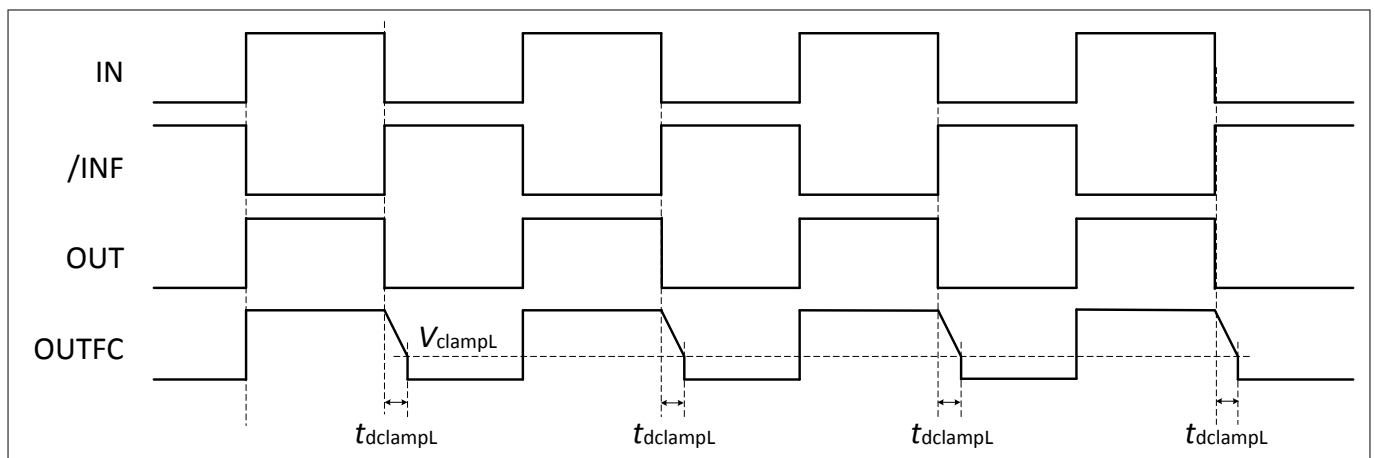 IN
/INF
OUT
OUTFC
VclampL
tdclampL tdclampL tdclampL tdclampL